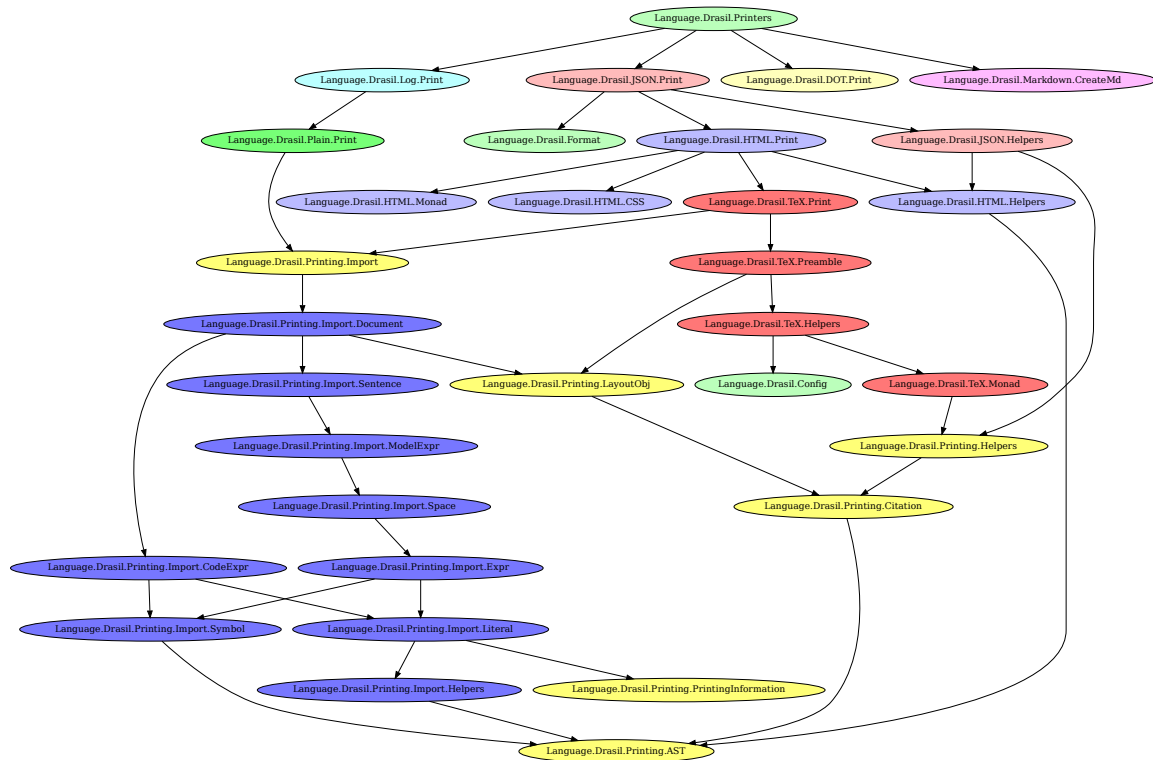 Language.Drasil.Printers
Language.Drasil.Log.Print
Language.Drasil.JSON.Print
Language.Drasil.DOT.Print
Language.Drasil.Markdown.CreateMd
Language.Drasil.Plain.Print
Language.Drasil.Format
Language.Drasil.HTML.Print
Language.Drasil.JSON.Helpers
Language.Drasil.HTML.Monad
Language.Drasil.HTML.CSS
Language.Drasil.TeX.Print
Language.Drasil.HTML.Helpers
Language.Drasil.Printing.Import
Language.Drasil.TeX.Preamble
Language.Drasil.Printing.Import.Document
Language.Drasil.TeX.Helpers
Language.Drasil.Printing.Import.Sentence
Language.Drasil.Printing.LayoutObj
Language.Drasil.Config
Language.Drasil.TeX.Monad
Language.Drasil.Printing.Import.ModelExpr
Language.Drasil.Printing.Helpers
Language.Drasil.Printing.Import.Space
Language.Drasil.Printing.Citation
Language.Drasil.Printing.Import.CodeExpr
Language.Drasil.Printing.Import.Expr
Language.Drasil.Printing.Import.Symbol
Language.Drasil.Printing.Import.Literal
Language.Drasil.Printing.Import.Helpers
Language.Drasil.Printing.PrintingInformation
Language.Drasil.Printing.AST